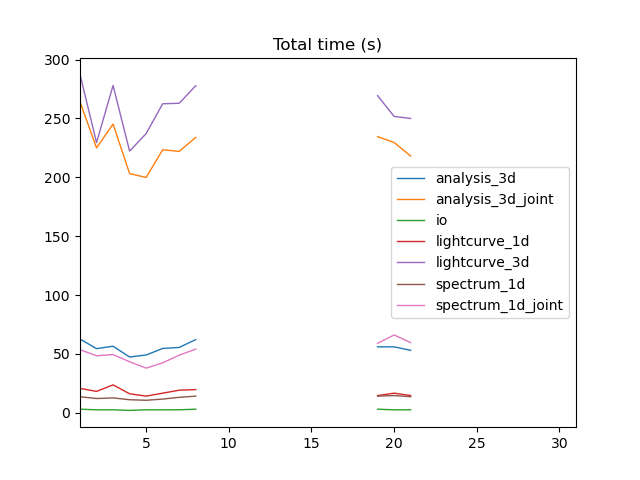 Total time (s)
300
250
200
150
100
50
0
analysis_3d
analysis_3d_joint
io
lightcurve_1d
lightcurve_3d
spectrum_1d
spectrum_1d_joint
5 10 15 20 25 30